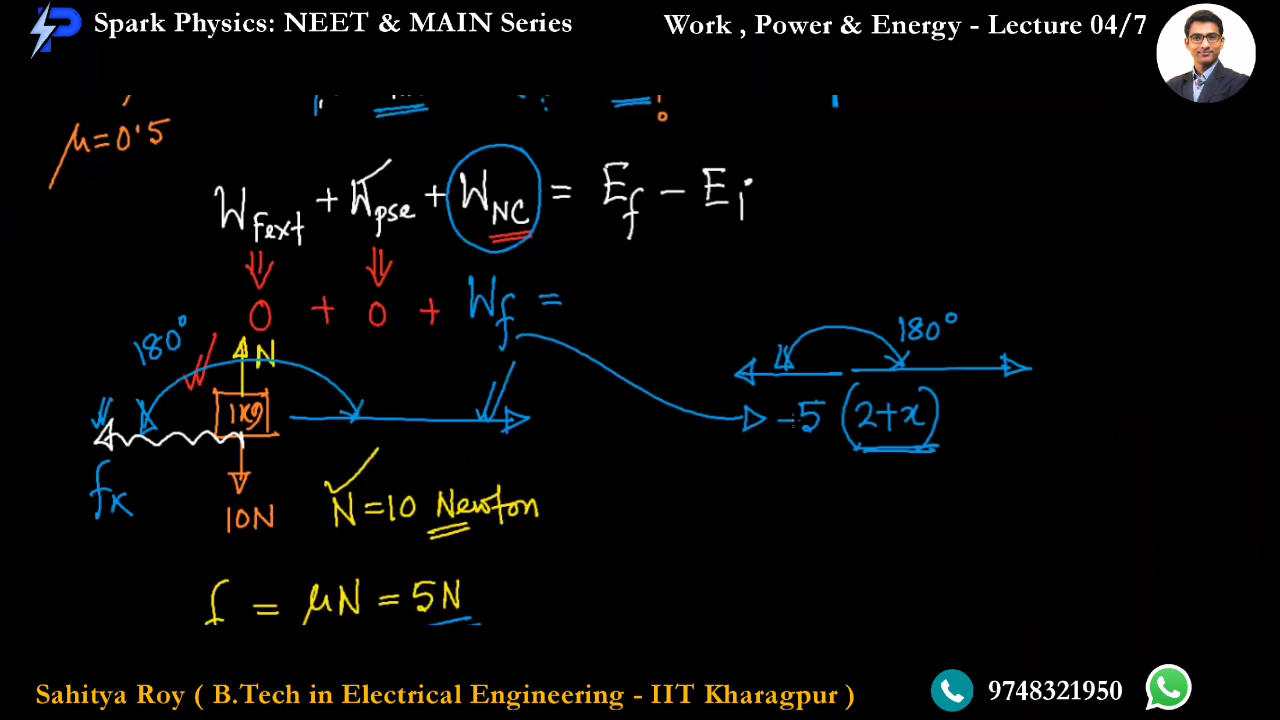 Spark Physics: NEET & MAIN Series
Work , Power & Energy - Lecture 04/7
μ=0.5
W_Fext + W_pse + W_NC = E_f - E_i
0 + 0 + W_f =
180°
N
180°
1kg
-5 (2+x)
f_k
10N
N = 10 Newton
f = μN = 5N
Sahitya Roy ( B.Tech in Electrical Engineering - IIT Kharagpur )
9748321950